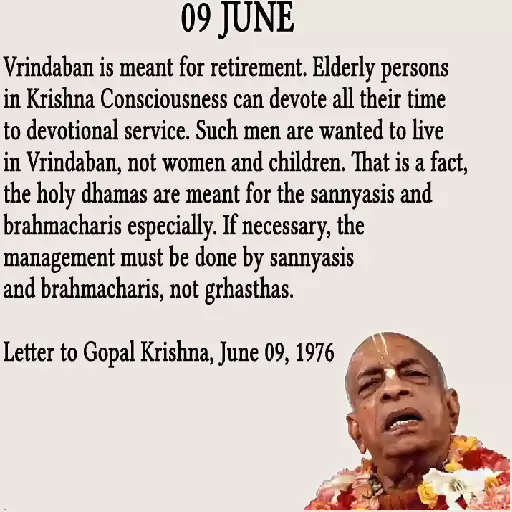 09 JUNE
Vrindaban is meant for retirement. Elderly persons
in Krishna Consciousness can devote all their time
to devotional service. Such men are wanted to live
in Vrindaban, not women and children. That is a fact,
the holy dhamas are meant for the sannyasis and
brahmacharis especially. If necessary, the
management must be done by sannyasis
and brahmacharis, not grhasthas.
Letter to Gopal Krishna, June 09, 1976